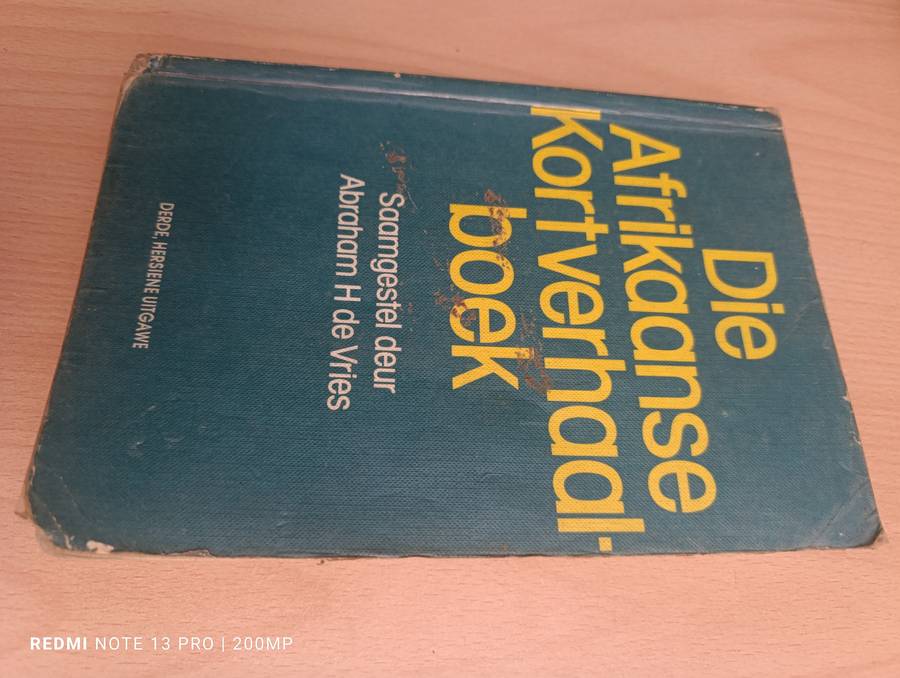 Die
Afrikaanse
Kortverhaal-
boek
Saamgestel deur
Abraham H de Vries
DERDE, HERSIENE UITGAWE
REDMI NOTE 13 PRO | 200MP